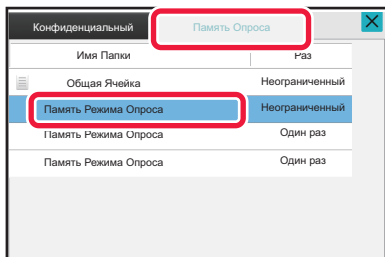 Конфиденциальный Память Опроса
Имя Папки Раз
Общая Ячейка Неограниченный
Память Режима Опроса Неограниченный
Память Режима Опроса Один раз
Память Режима Опроса Один раз